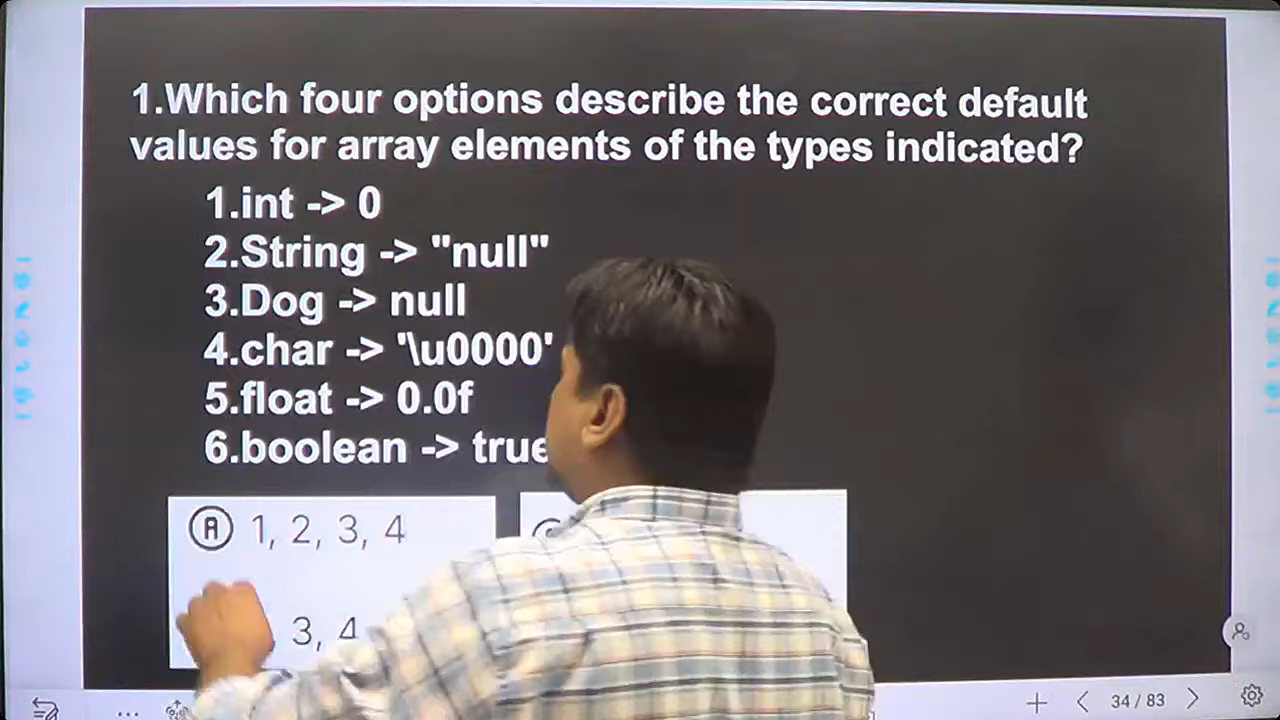 1.Which four options describe the correct default
values for array elements of the types indicated?
1.int -> 0
2.String -> "null"
3.Dog -> null
4.char -> '\u0000'
5.float -> 0.0f
6.boolean -> true
A 1, 2, 3, 4
3, 4
34 / 83